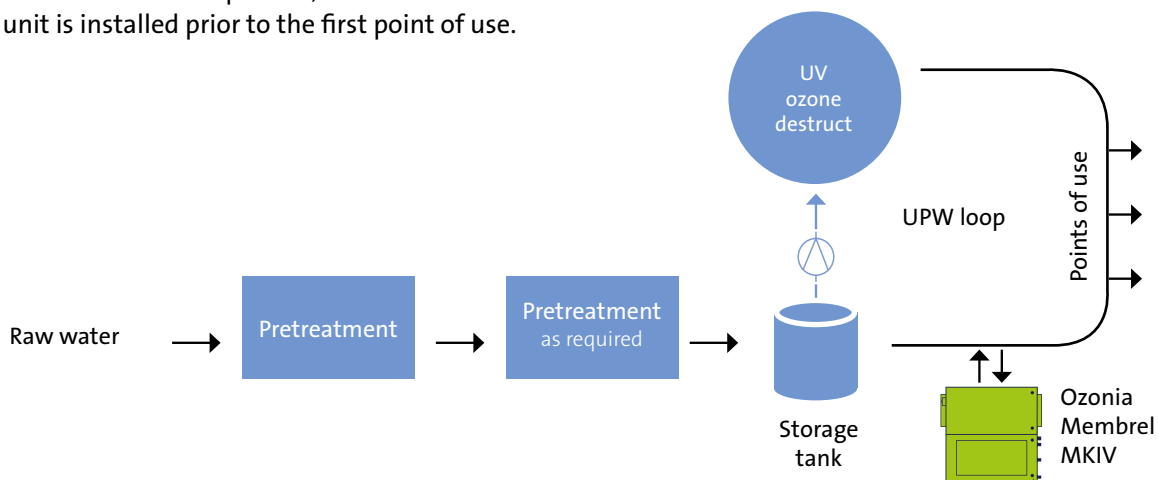 unit is installed prior to the first point of use.
UV
ozone
destruct
UPW loop
Points of use
Raw water
Pretreatment
Pretreatment
as required
Storage
tank
Ozonia
Membrel
MKIV